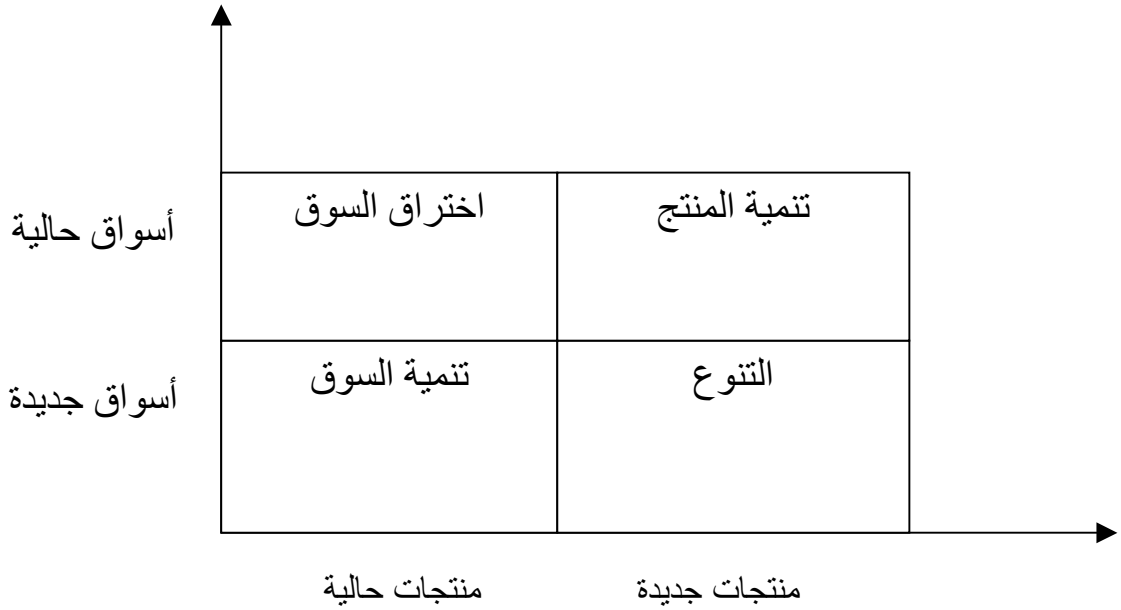 أسواق حالية
اختراق السوق
تنمية المنتج
أسواق جديدة
تنمية السوق
التنوع
منتجات حالية
منتجات جديدة